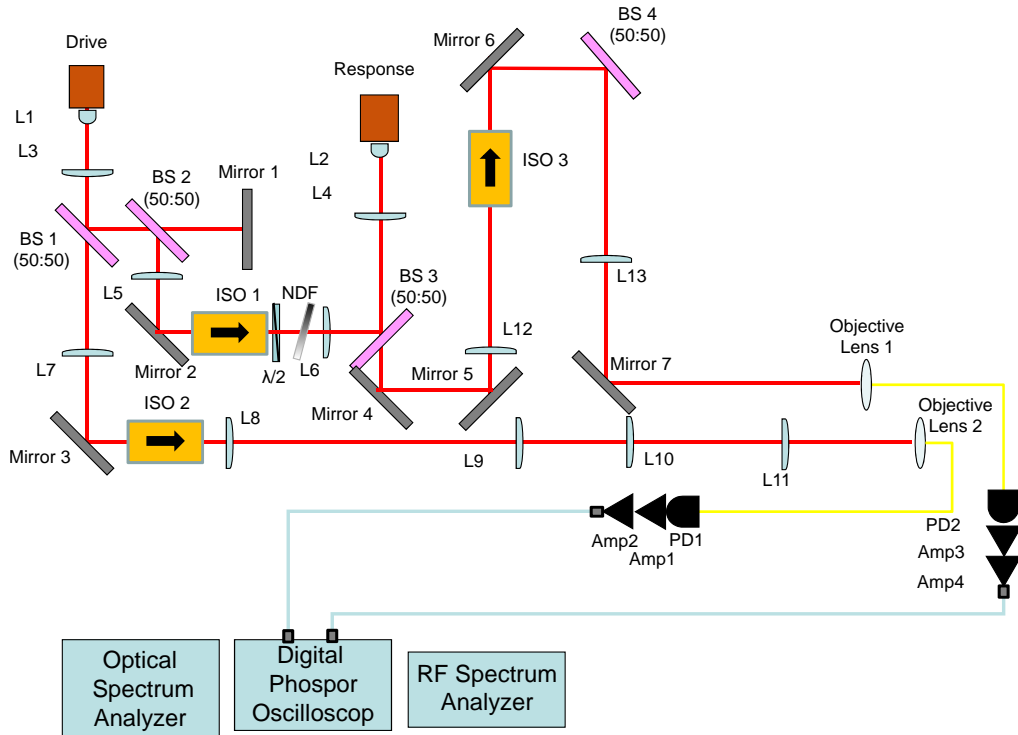 Drive
L1
L3
BS 1
(50:50)
BS 2
(50:50)
Mirror 1
Response
L2
L4
Mirror 6
BS 4
(50:50)
ISO 3
L5
ISO 1
NDF
BS 3
(50:50)
L13
L7
Mirror 2
λ/2
L6
Mirror 4
Mirror 5
L12
Mirror 7
Objective
Lens 1
Mirror 3
ISO 2
L8
L9
L10
L11
Objective
Lens 2
Amp2
Amp1
PD1
PD2
Amp3
Amp4
Optical
Spectrum
Analyzer
Digital
Phospor
Oscilloscop
RF Spectrum
Analyzer